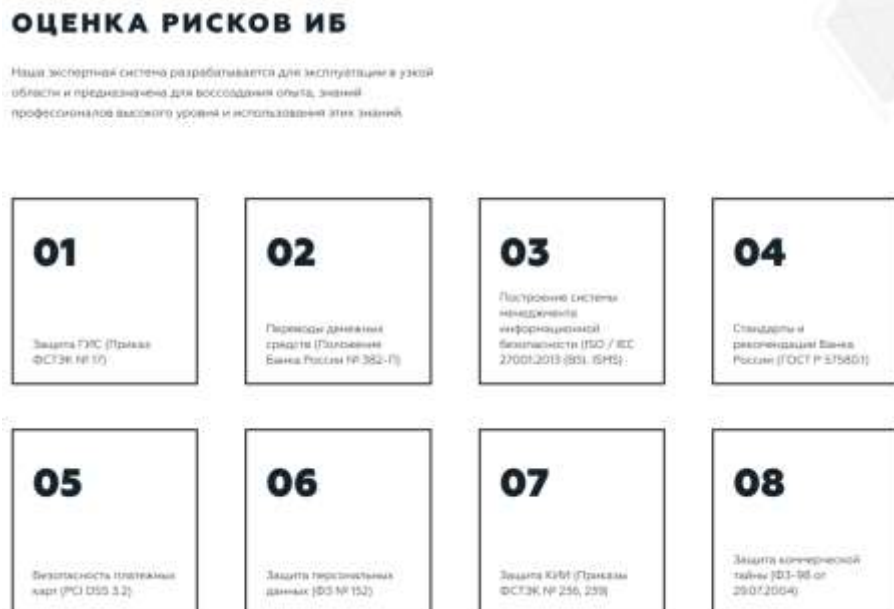 ОЦЕНКА РИСКОВ ИБ
Наша экспертная система разрабатывается для эксплуатации в узкой
области и предназначена для воссоздания опыта, знаний
профессионалов высокого уровня и использования этих знаний.
01
Защита ГИС (Приказ
ФСТЭК № 17)
02
Переводы денежных
средств (Положение
Банка России № 382-П)
03
Построение системы
менеджмента
информационной
безопасности (ISO / IEC
27001:2013 (BSI, ISMS)
04
Стандарты и
рекомендации Банка
России (ГОСТ Р 57580.1)
05
Безопасность платежных
карт (PCI DSS 3.2)
06
Защита персональных
данных (ФЗ № 152)
07
Защита КИИ (Приказы
ФСТЭК № 239)
08
Защита коммерческой
тайны (ФЗ-98 от
29.07.2004)